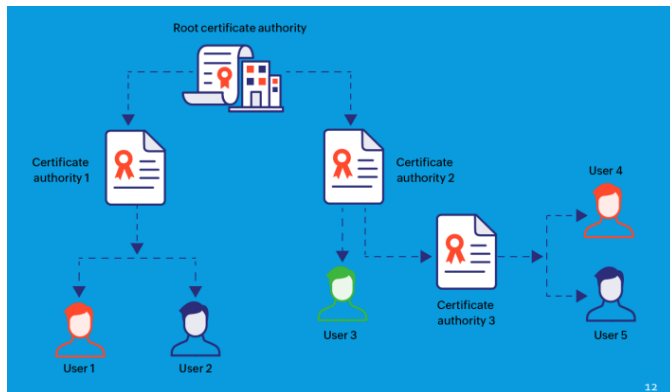 Root certificate authority
Certificate
authority 1
Certificate
authority 2
User 4
User 1
User 2
User 3
Certificate
authority 3
User 5
12